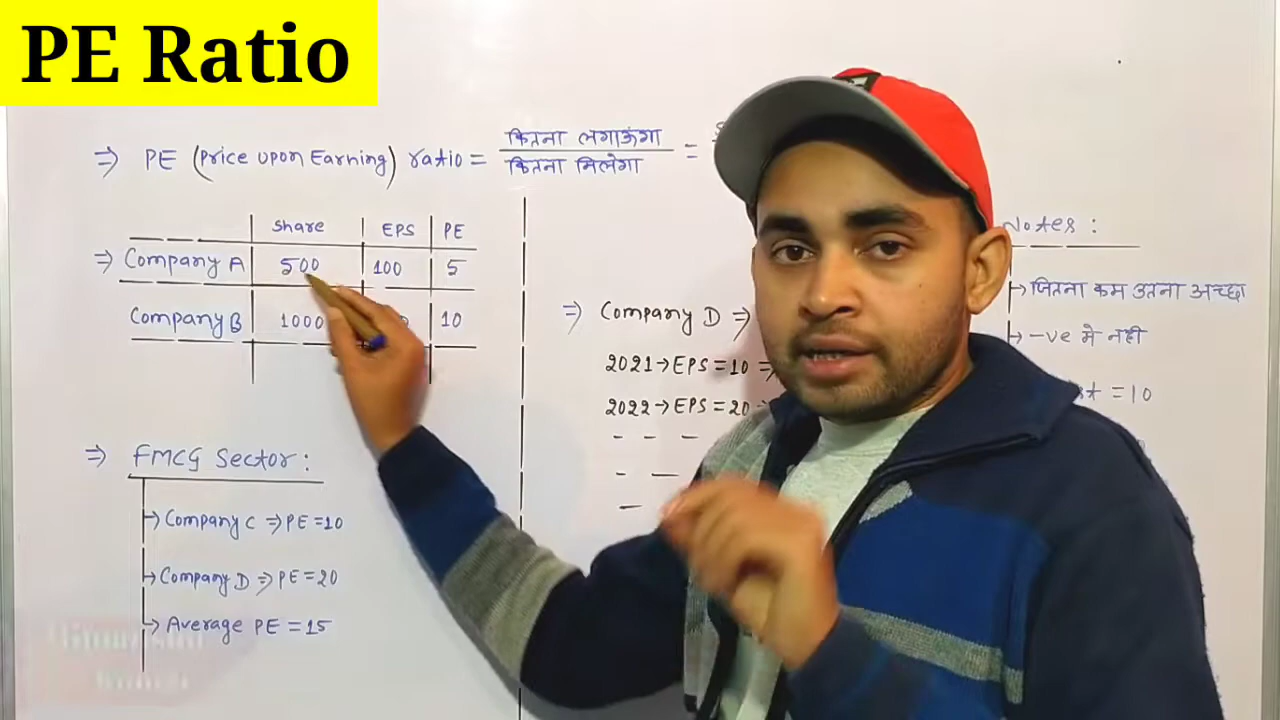 PE Ratio
⇒ PE (Price upon Earning) ratio = कितना लगाऊंगा / कितना मिलेगा =
Share EPS PE
⇒ Company A 500 100 5
Company B 1000 10
⇒ FMCG Sector :
→ Company C ⇒ PE = 10
→ Company D ⇒ PE = 20
→ Average PE = 15
⇒ Company D ⇒
2021 → EPS = 10 ⇒
2022 → EPS = 20
- - -
- —
—
Notes :
→ जितना कम उतना अच्छा
→ -ve मे नही
= 10